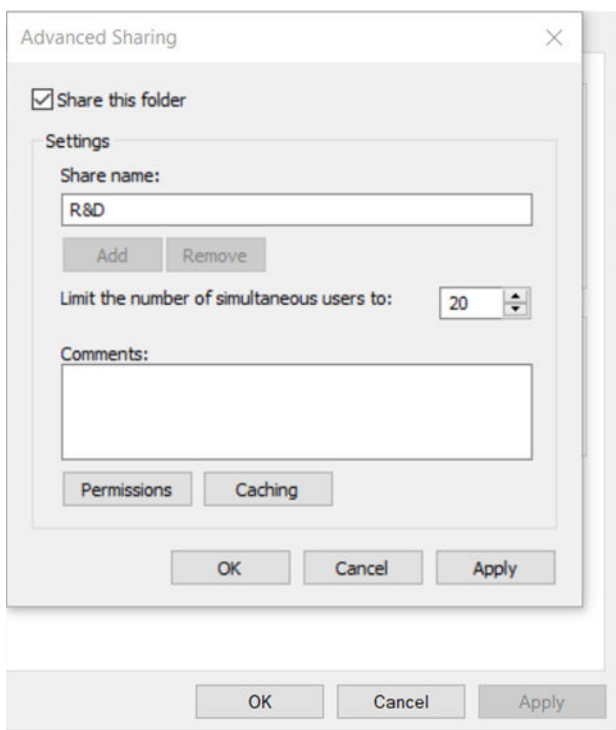 Advanced Sharing
Share this folder
Settings
Share name:
R&D
Add Remove
Limit the number of simultaneous users to: 20
Comments:
Permissions Caching
OK Cancel Apply
OK Cancel Apply